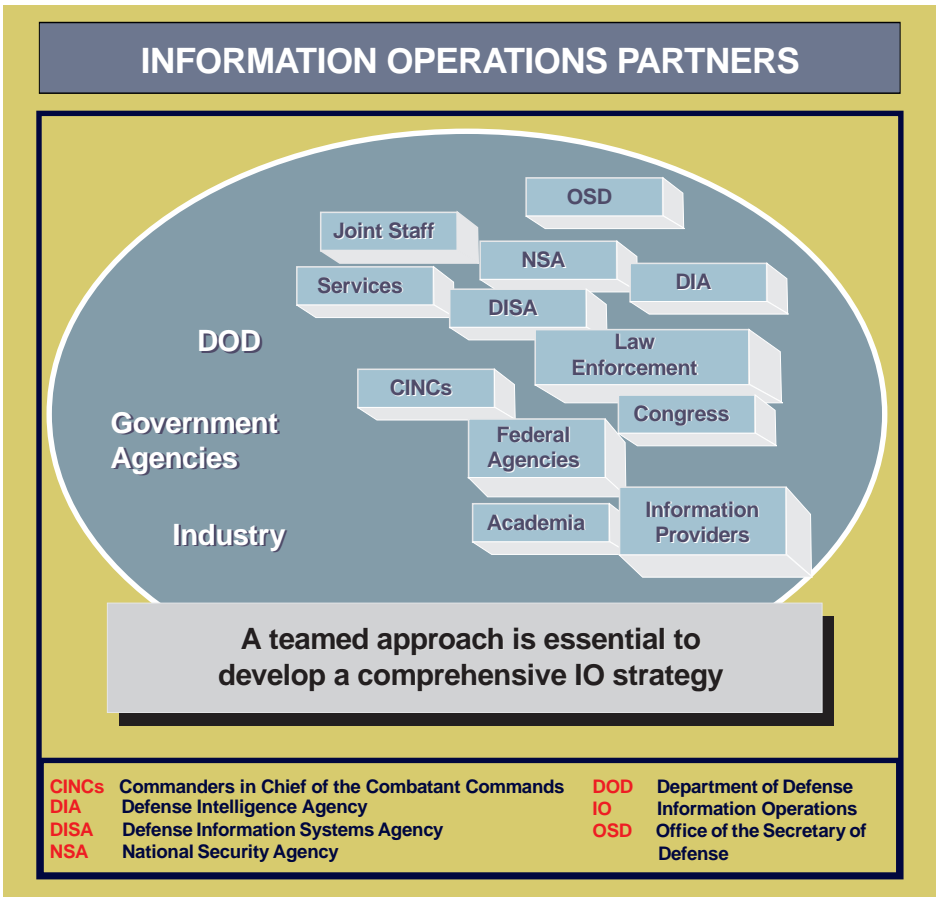 INFORMATION OPERATIONS PARTNERS
OSD
Joint Staff
NSA
DIA
Services
DISA
DOD
Law
Enforcement
CINCs
Congress
Government
Agencies
Federal
Agencies
Industry
Academia
Information
Providers
A teamed approach is essential to
develop a comprehensive IO strategy
CINCs Commanders in Chief of the Combatant Commands
DIA Defense Intelligence Agency
DISA Defense Information Systems Agency
NSA National Security Agency
DOD Department of Defense
IO Information Operations
OSD Office of the Secretary of
Defense